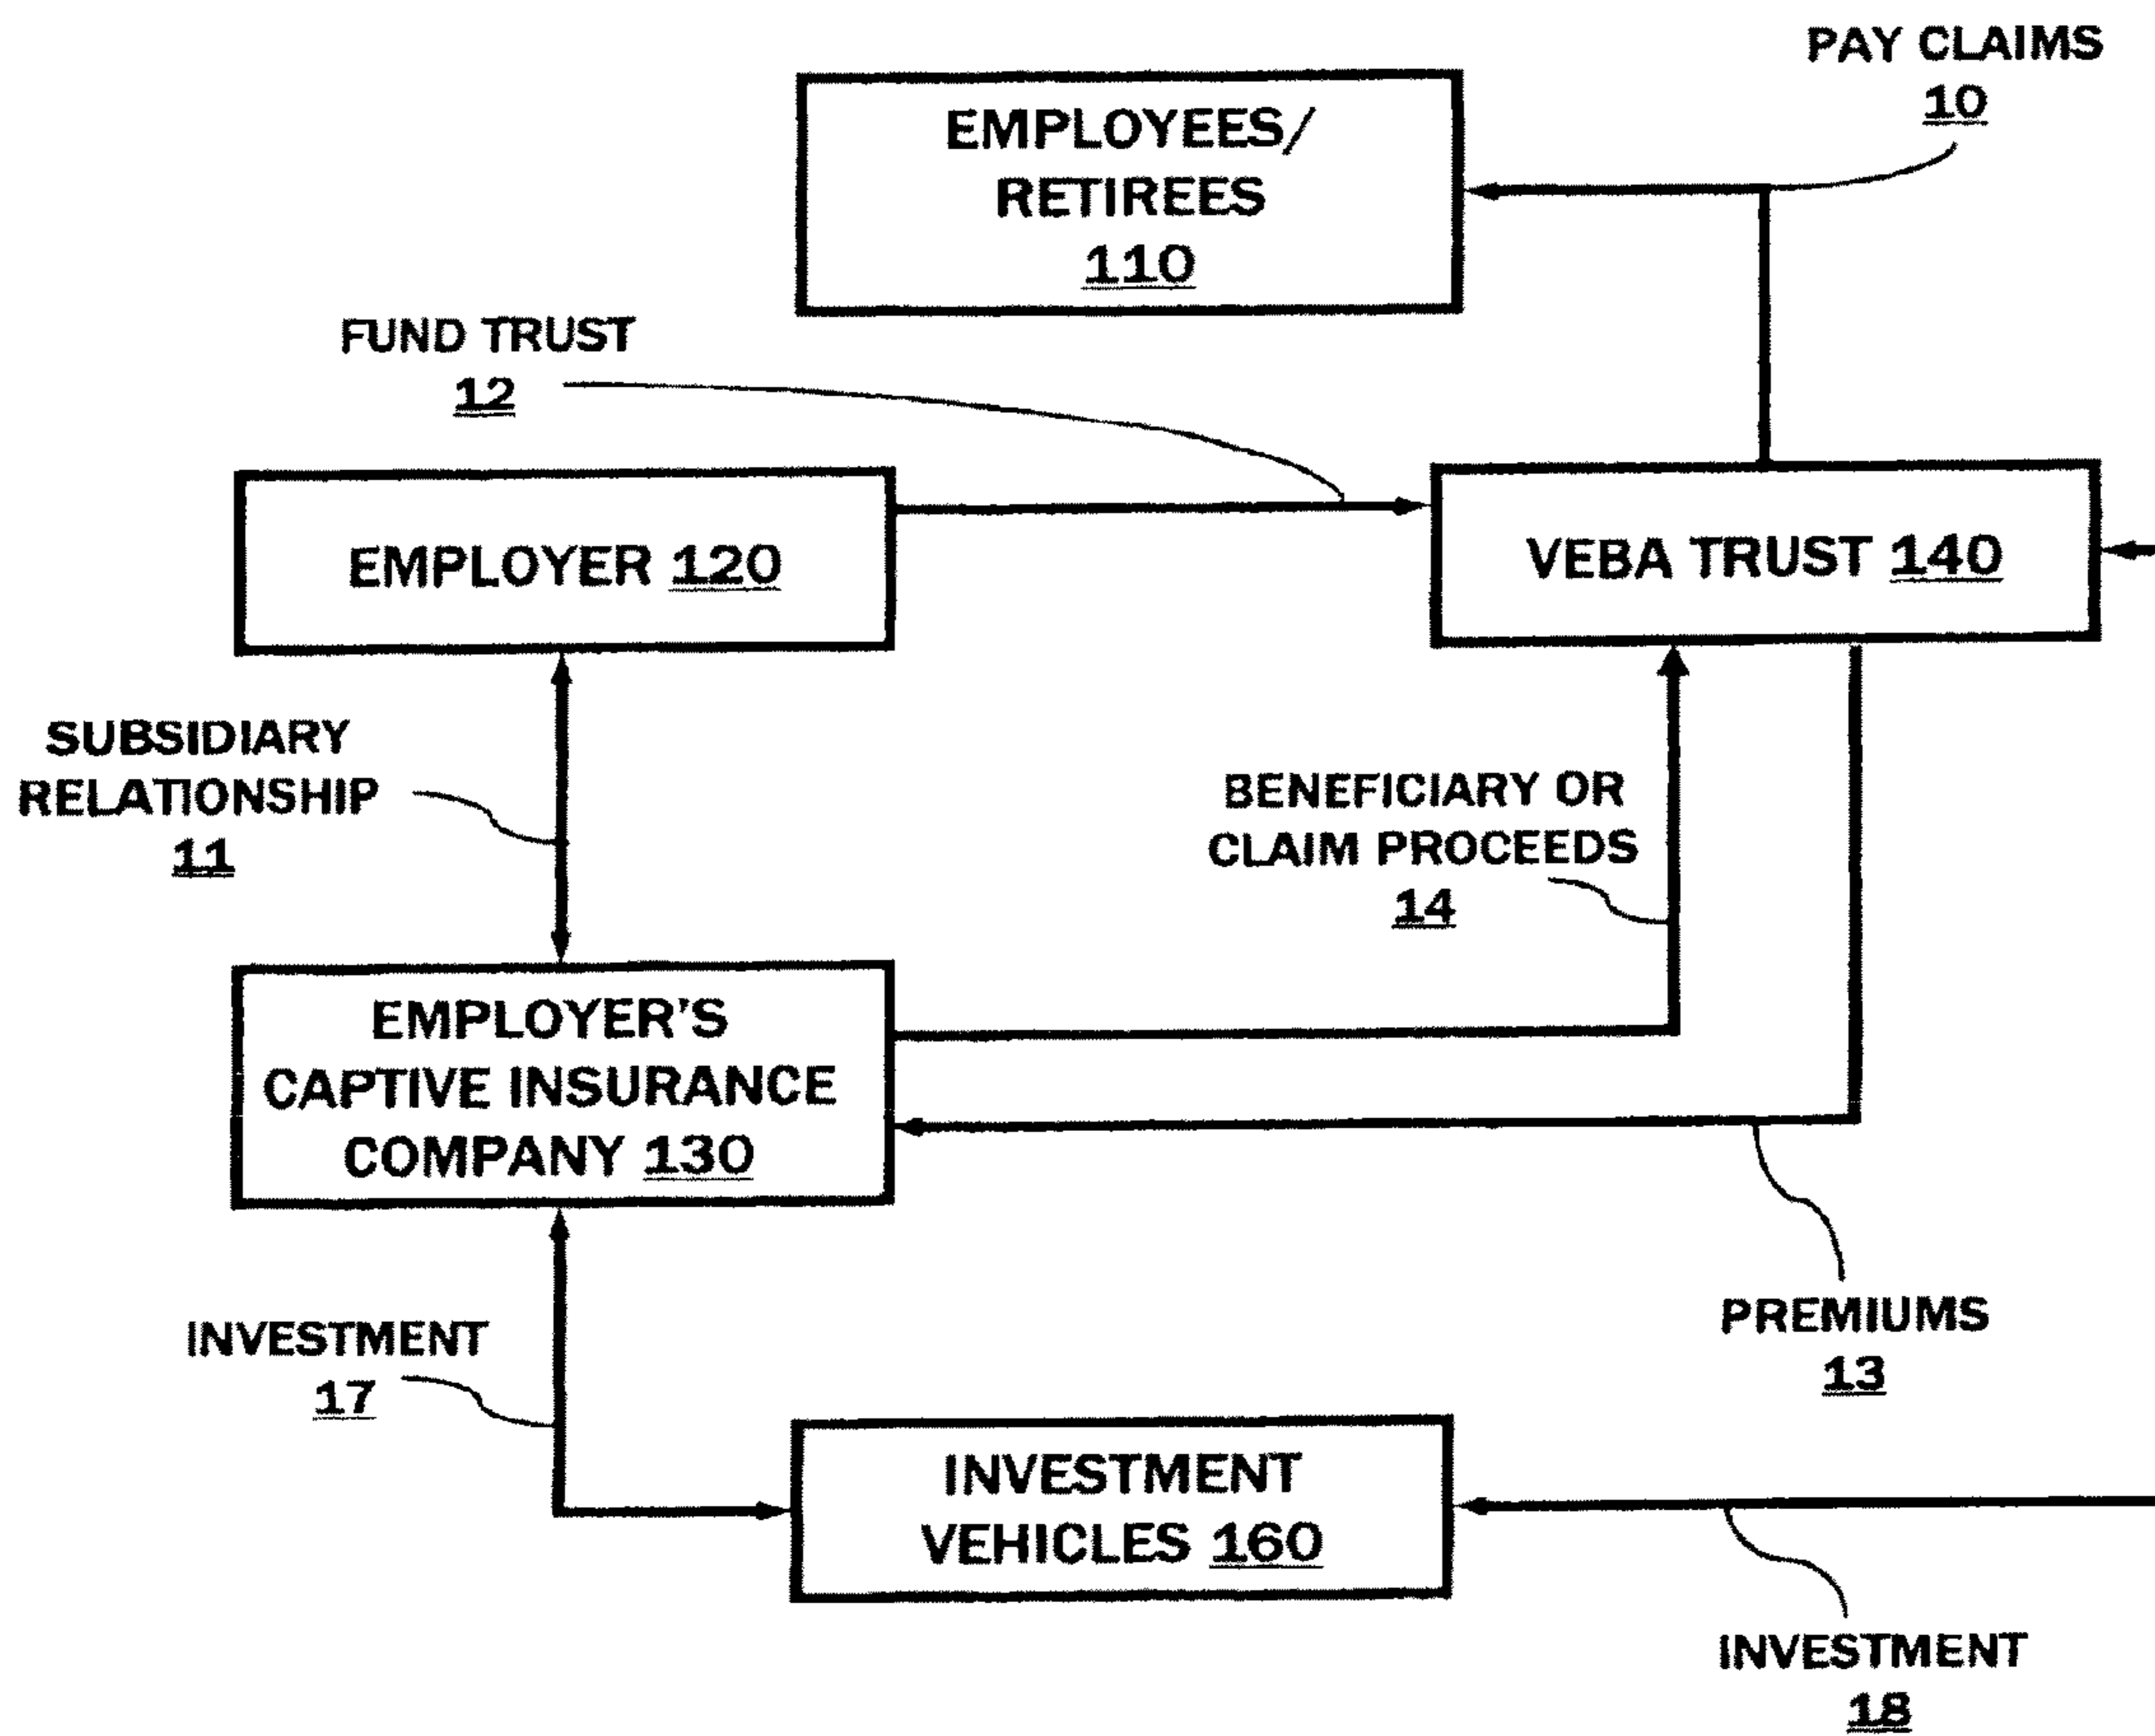 PAY CLAIMS
10
EMPLOYEES/
RETIREES
110
FUND TRUST
12
EMPLOYER 120
VEBA TRUST 140
SUBSIDIARY
RELATIONSHIP
11
BENEFICIARY OR
CLAIM PROCEEDS
14
EMPLOYER'S
CAPTIVE INSURANCE
COMPANY 130
PREMIUMS
13
INVESTMENT
17
INVESTMENT
VEHICLES 160
INVESTMENT
18